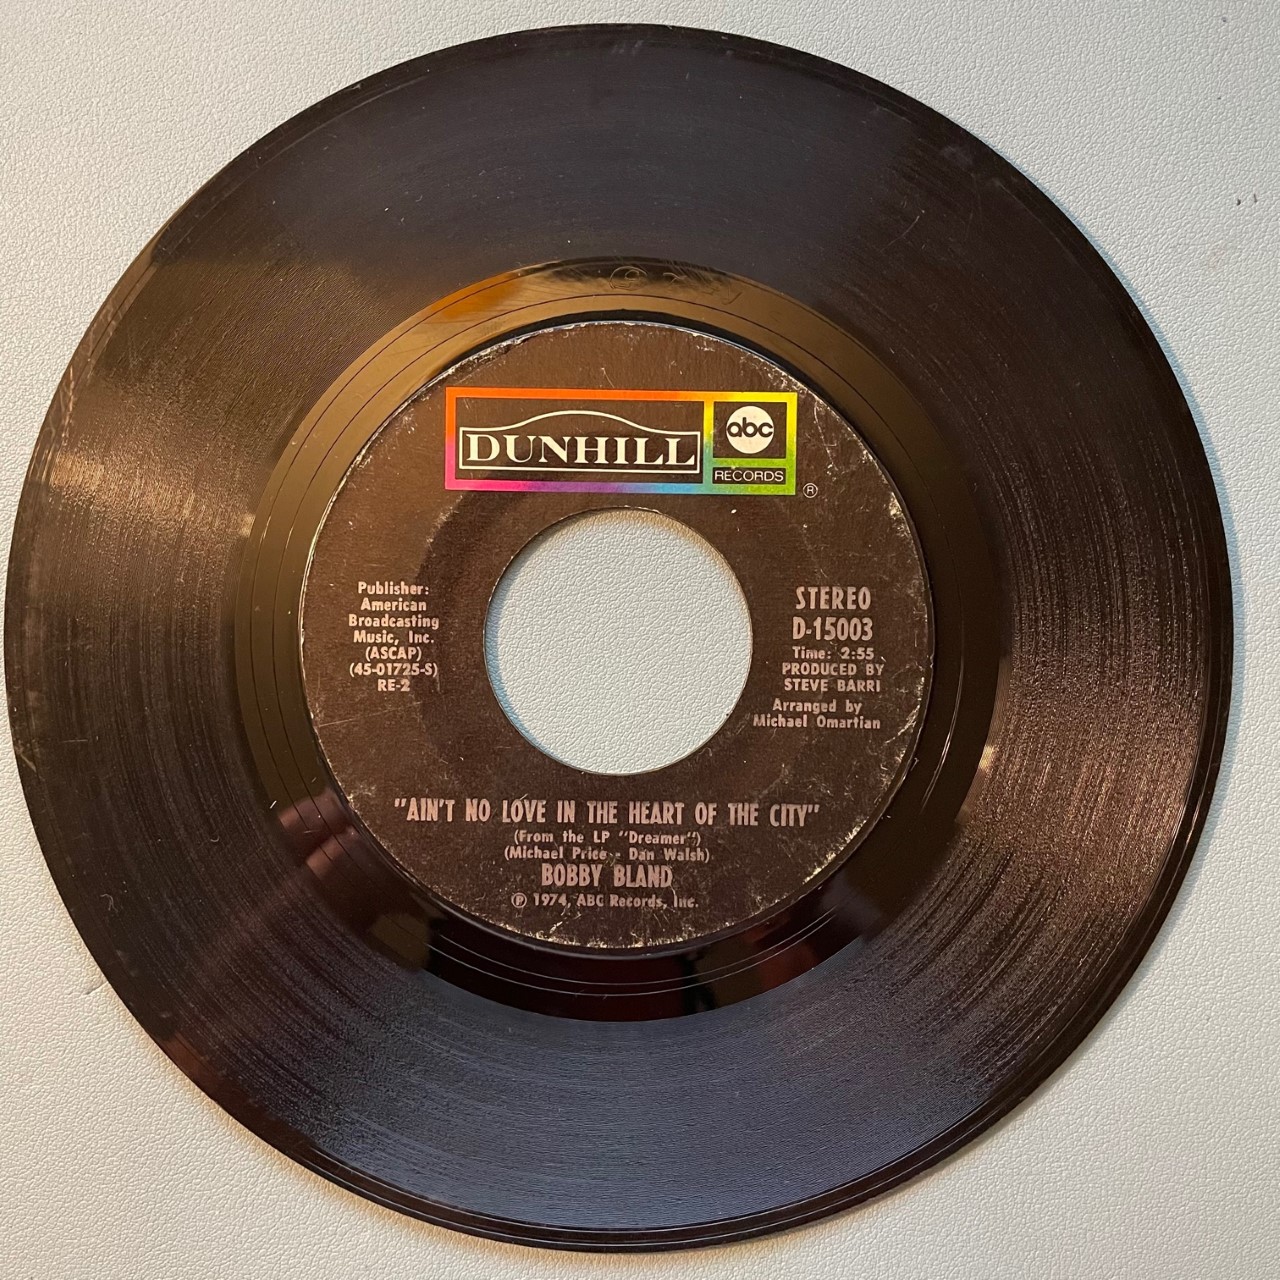 DUNHILL
abc
RECORDS
®
Publisher:
American
Broadcasting
Music, Inc.
(ASCAP)
(45-01725-S)
RE-2
STEREO
D-15003
Time: 2:55
PRODUCED BY
STEVE BARRI
Arranged by
Michael Omartian
"AIN'T NO LOVE IN THE HEART OF THE CITY"
(From the LP "Dreamer")
(Michael Price - Dan Walsh)
BOBBY BLAND
℗ 1974, ABC Records, Inc.